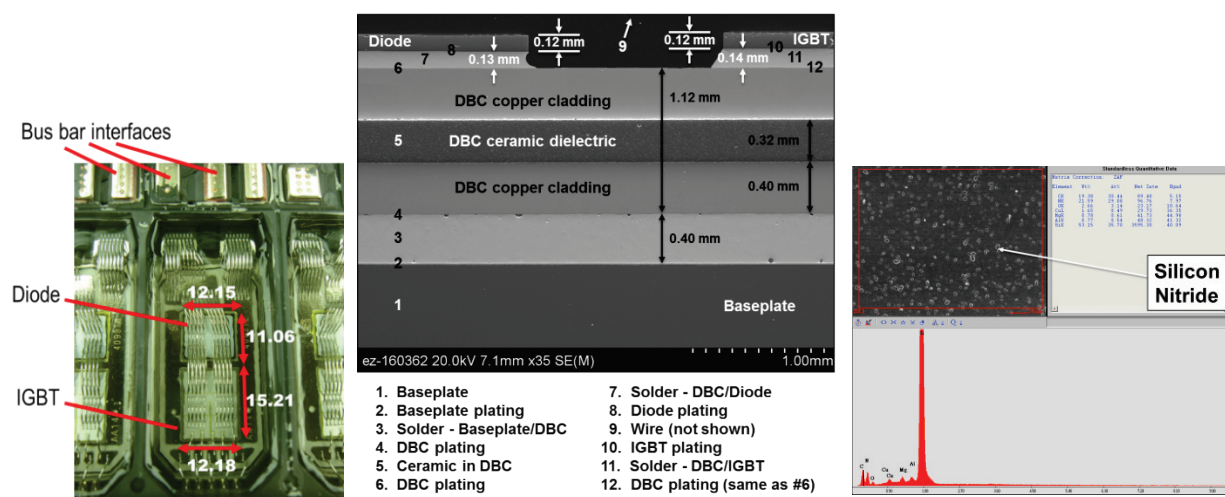 Bus bar interfaces
Diode
IGBT
12.15
11.06
15.21
12.18
Diode
IGBT
0.12 mm
0.12 mm
9
8
7
6
0.13 mm
0.14 mm
10
11
12
DBC copper cladding
1.12 mm
5
DBC ceramic dielectric
0.32 mm
DBC copper cladding
0.40 mm
4
3
0.40 mm
2
1
Baseplate
ez-160362 20.0kV 7.1mm x35 SE(M)
1.00mm
1. Baseplate
2. Baseplate plating
3. Solder - Baseplate/DBC
4. DBC plating
5. Ceramic in DBC
6. DBC plating
7. Solder - DBC/Diode
8. Diode plating
9. Wire (not shown)
10. IGBT plating
11. Solder - DBC/IGBT
12. DBC plating (same as #6)
Standardless Quantitative Data
Element
Silicon
Nitride
C
N
O
Cu
Cu
Mg
Al